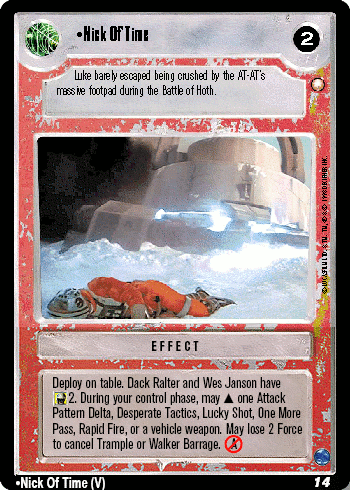 •Nick Of Time
2
Luke barely escaped being crushed by the AT-AT's
massive footpad during the Battle of Hoth.
EFFECT
Deploy on table. Dack Ralter and Wes Janson have
2. During your control phase, may ▲ one Attack
Pattern Delta, Desperate Tactics, Lucky Shot, One More
Pass, Rapid Fire, or a vehicle weapon. May lose 2 Force
to cancel Trample or Walker Barrage.
•Nick Of Time (V)
14